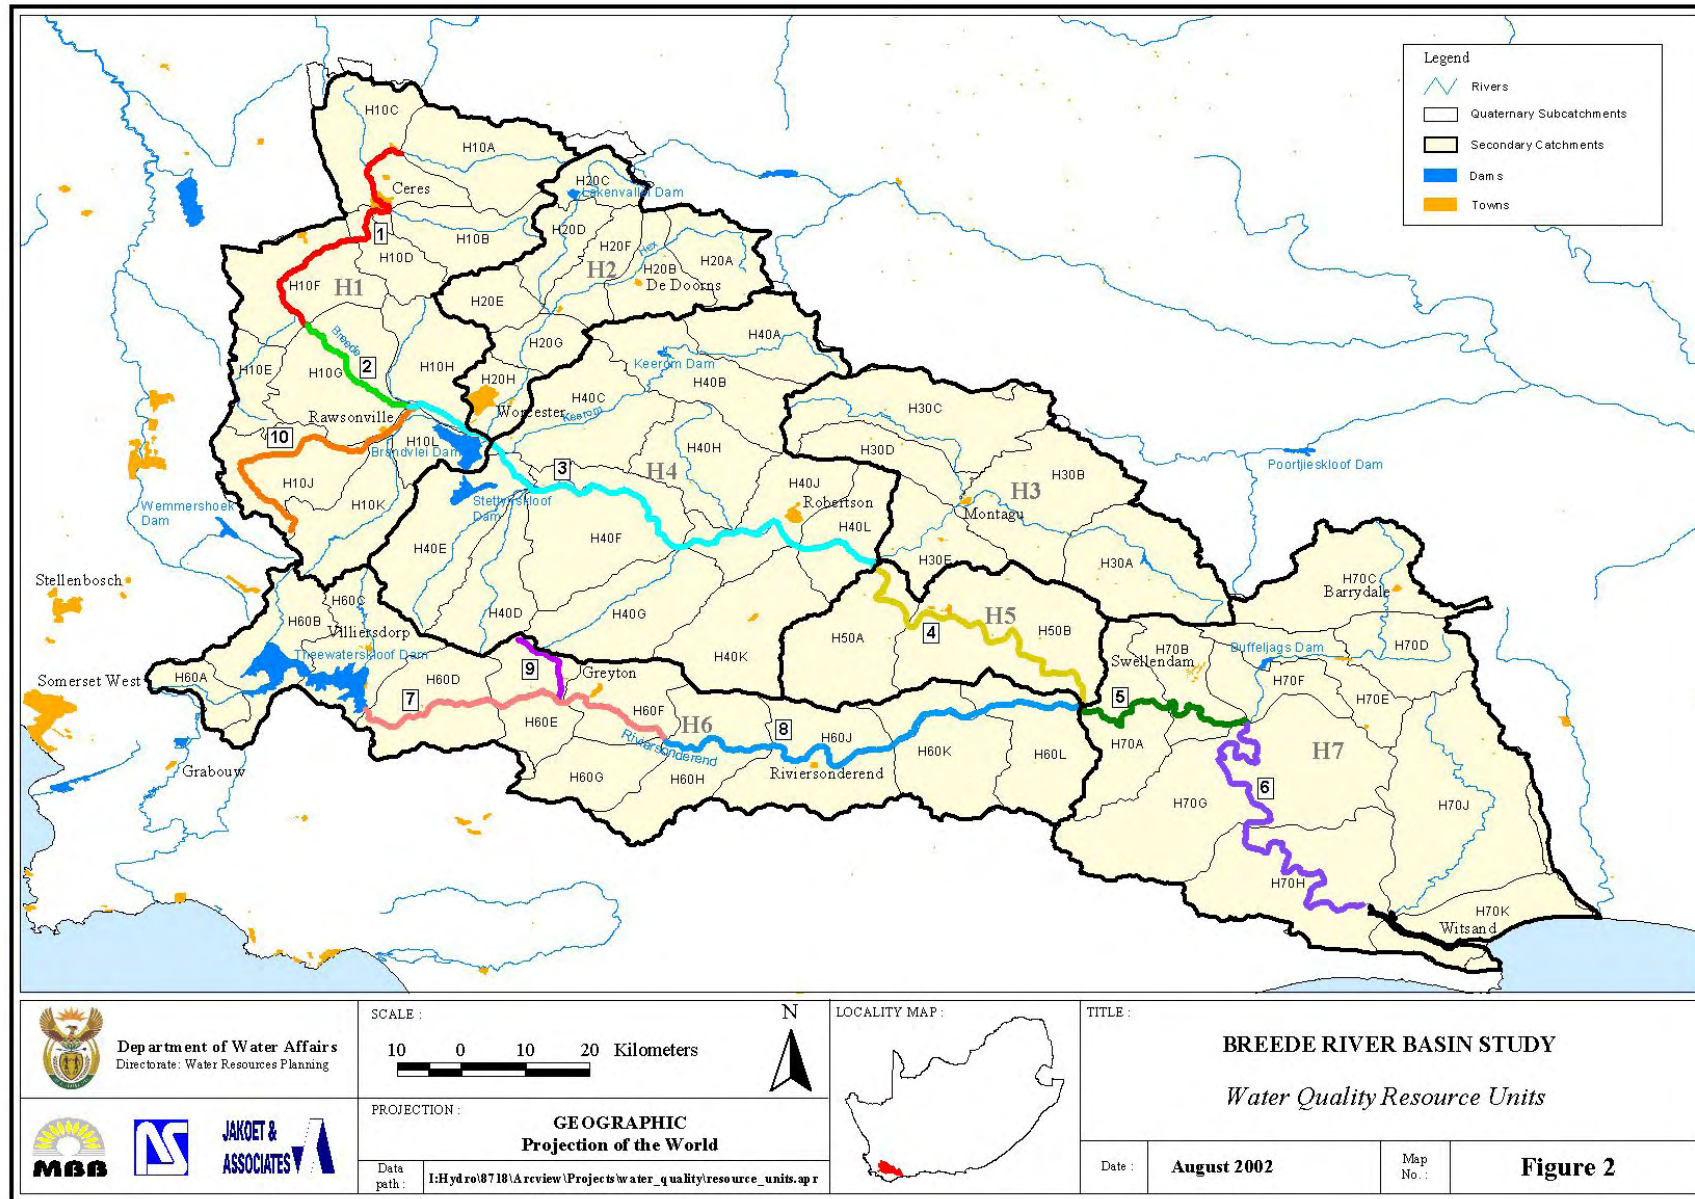 Legend
Rivers
Quaternary Subcatchments
Secondary Catchments
Dams
Towns
H10C
H10A
Ceres
H20C
Lakenvallei Dam
1
H10B
H10D
H20D
H20F
Hex
H2
H20B
H20A
De Doorns
H10F
H1
H20E
Breede
H20G
H40A
Keerom Dam
H10E
H10G
2
H10H
H20H
H40B
H40C
Worcester
Keerom
Rawsonville
H30C
10
H10L
Brandvlei Dam
H40H
H30D
3
H4
H30B
Poortjieskloof Dam
H10J
H10K
Stettynskloof
Dam
H40J
Robertson
H3
Montagu
Wemmershoek
Dam
H40E
H40F
H40L
H30E
H30A
Stellenbosch
H70C
Barrydale
H60C
H60B
H40D
H40G
Villiersdorp
H50A
4
H5
H50B
H70B
H70D
Theewaterskloof Dam
H40K
Swellendam
Buffeljags Dam
H60A
Somerset West
H60D
9
Greyton
H70F
7
5
H70E
H60E
H60F
H6
8
H60J
H70A
H7
Riviersonderend
H60K
H60L
Grabouw
H60G
H60H
Riviersonderend
H70G
6
H70J
H70H
H70K
Witsand
Department of Water Affairs
Directorate: Water Resources Planning
MBB
NS
JAKOET &
ASSOCIATES
SCALE :
10 0 10 20 Kilometers
N
PROJECTION :
GEOGRAPHIC
Projection of the World
Data
path :
I:\Hydro\8718\Arcview\Projects\water_quality\resource_units.apr
LOCALITY MAP :
TITLE :
BREEDE RIVER BASIN STUDY
Water Quality Resource Units
Date :
August 2002
Map
No. :
Figure 2